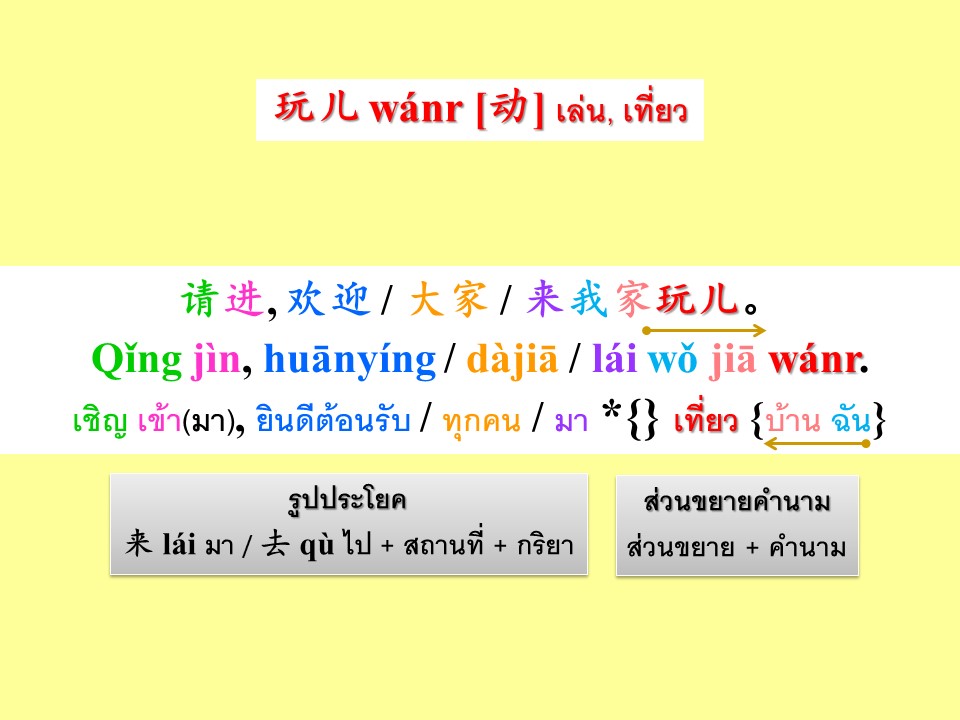 玩儿 wánr [动] เล่น, เที่ยว
请进, 欢迎 / 大家 / 来我家玩儿。
Qǐng jìn, huānyíng / dàjiā / lái wǒ jiā wánr.
เชิญ เข้า(มา), ยินดีต้อนรับ / ทุกคน / มา *{} เที่ยว {บ้าน ฉัน}
รูปประโยค
来 lái มา / 去 qù ไป + สถานที่ + กริยา
ส่วนขยายคำนาม
ส่วนขยาย + คำนาม